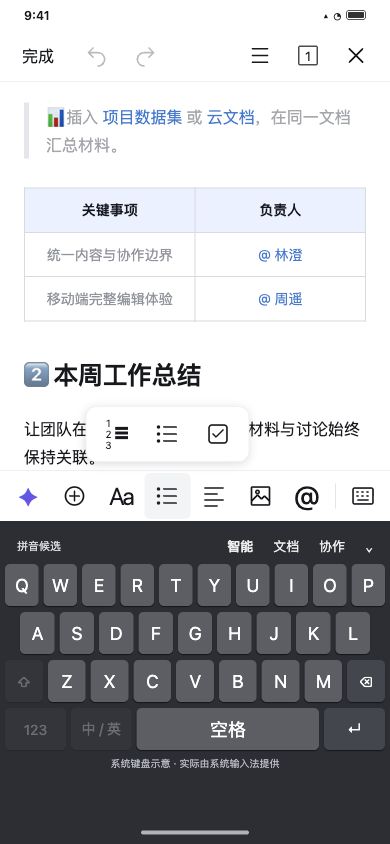 9:41
完成
1
插入 项目数据集 或 云文档，在同一文档
汇总材料。
关键事项 负责人
统一内容与协作边界 @ 林澄
移动端完整编辑体验 @ 周遥
2 本周工作总结
让团队在 材料与讨论始终
保持关联。
1
2
3
Aa @
拼音候选 智能 文档 协作
Q W E R T Y U I O P
A S D F G H J K L
Z X C V B N M
123 中 / 英 空格
系统键盘示意 · 实际由系统输入法提供